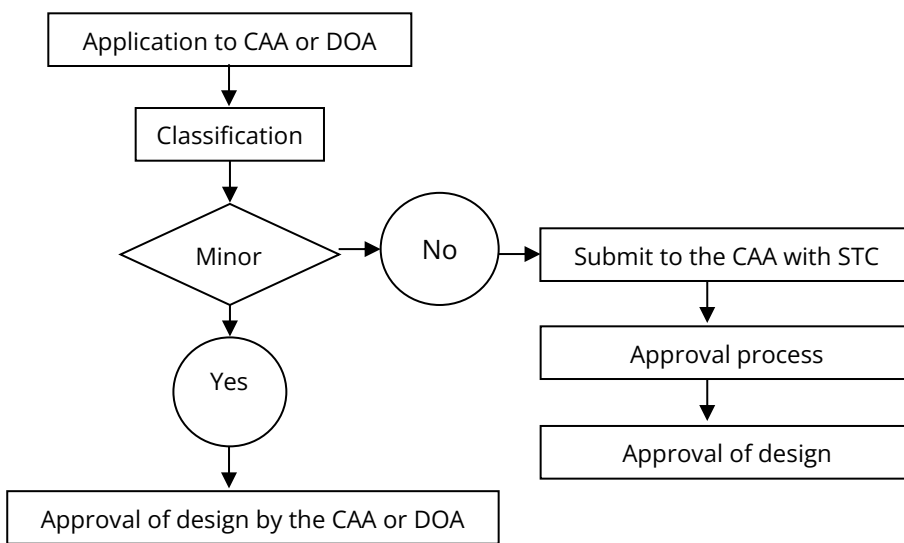 Application to CAA or DOA
Classification
Minor
No
Submit to the CAA with STC
Approval process
Yes
Approval of design
Approval of design by the CAA or DOA